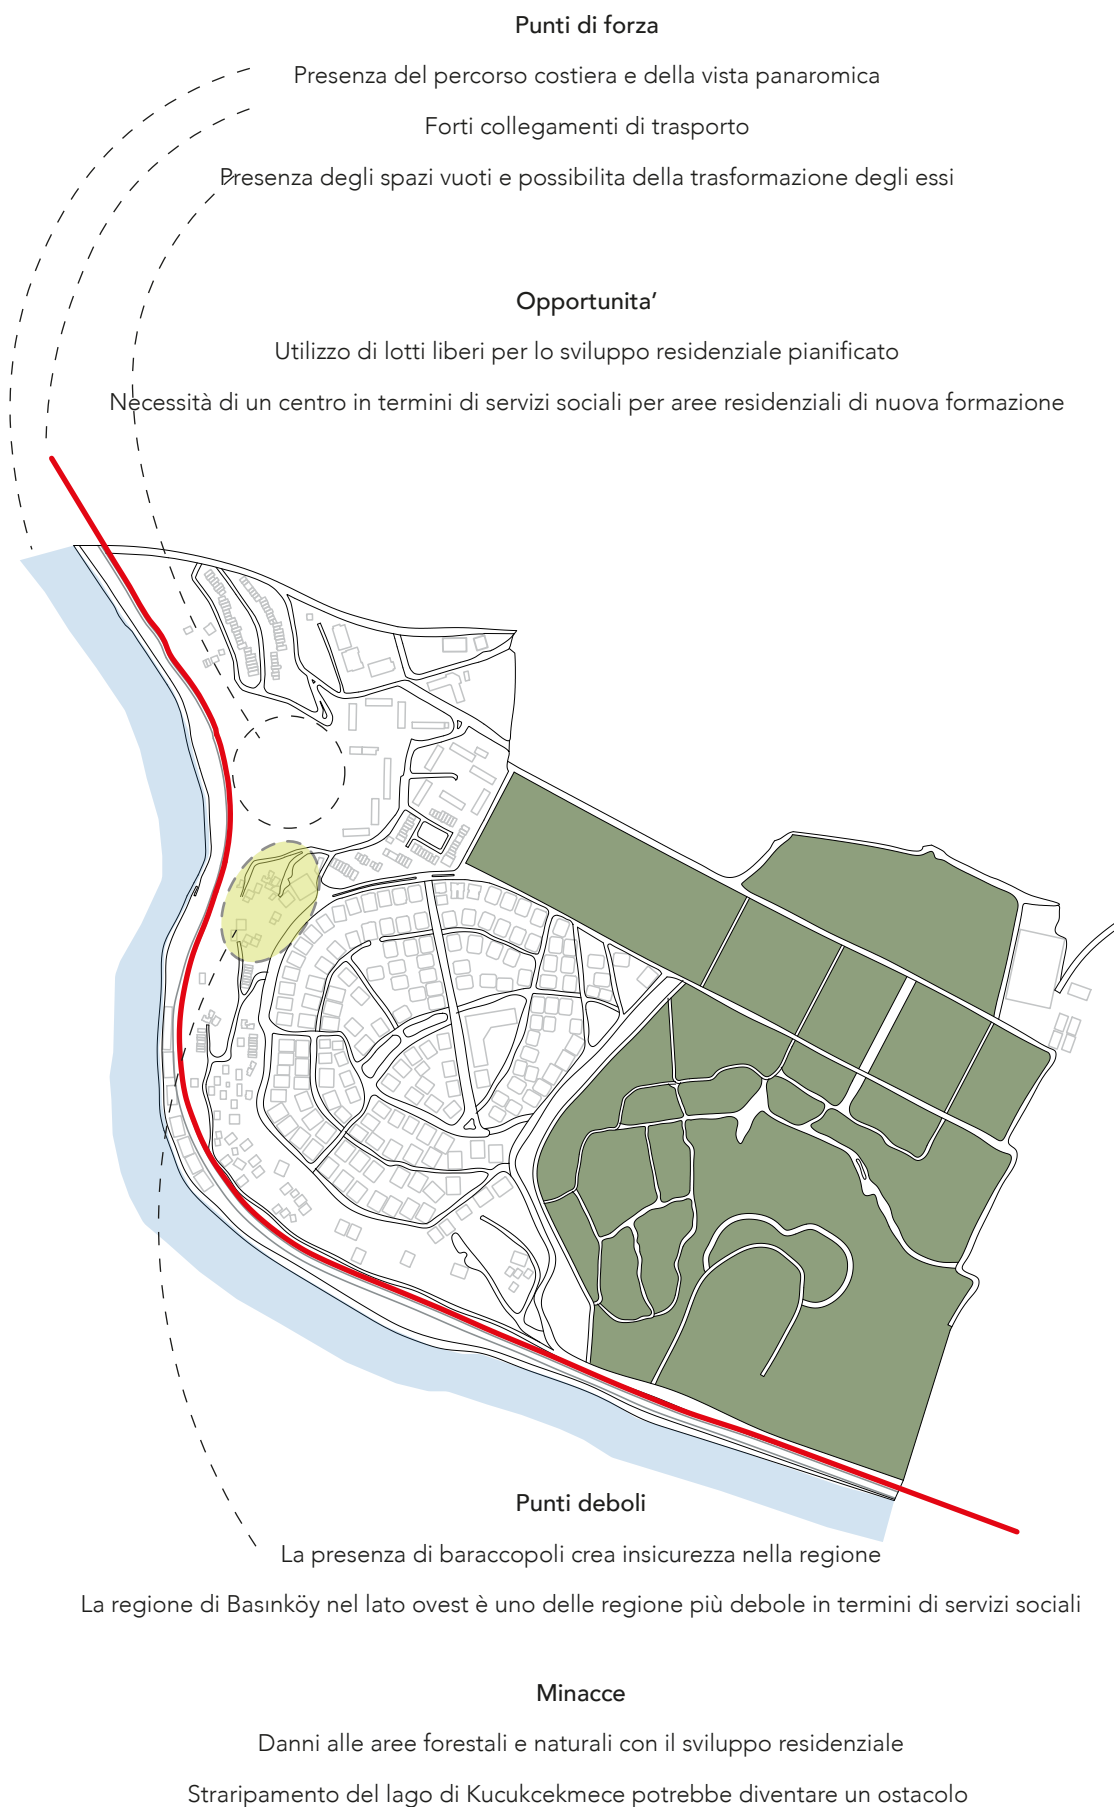 Punti di forza
Presenza del percorso costiera e della vista panaromica
Forti collegamenti di trasporto
Presenza degli spazi vuoti e possibilita della trasformazione degli essi
Opportunita'
Utilizzo di lotti liberi per lo sviluppo residenziale pianificato
Necessità di un centro in termini di servizi sociali per aree residenziali di nuova formazione
Punti deboli
La presenza di baraccopoli crea insicurezza nella regione
La regione di Basınköy nel lato ovest è uno delle regione più debole in termini di servizi sociali
Minacce
Danni alle aree forestali e naturali con il sviluppo residenziale
Straripamento del lago di Kucukcekmece potrebbe diventare un ostacolo